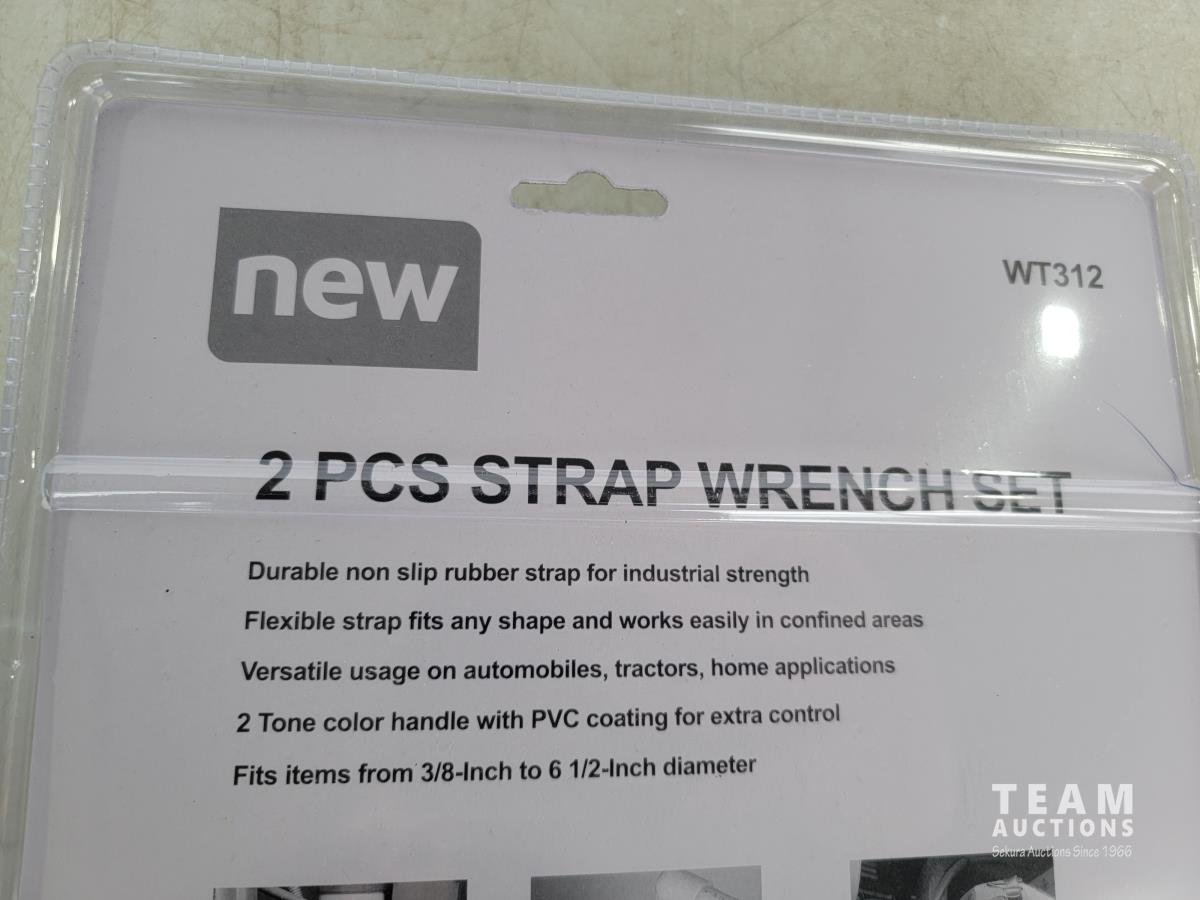 new
WT312
2 PCS STRAP WRENCH SET
Durable non slip rubber strap for industrial strength
Flexible strap fits any shape and works easily in confined areas
Versatile usage on automobiles, tractors, home applications
2 Tone color handle with PVC coating for extra control
Fits items from 3/8-Inch to 6 1/2-Inch diameter
TEAM
AUCTIONS
Sekura Auctions Since 1966